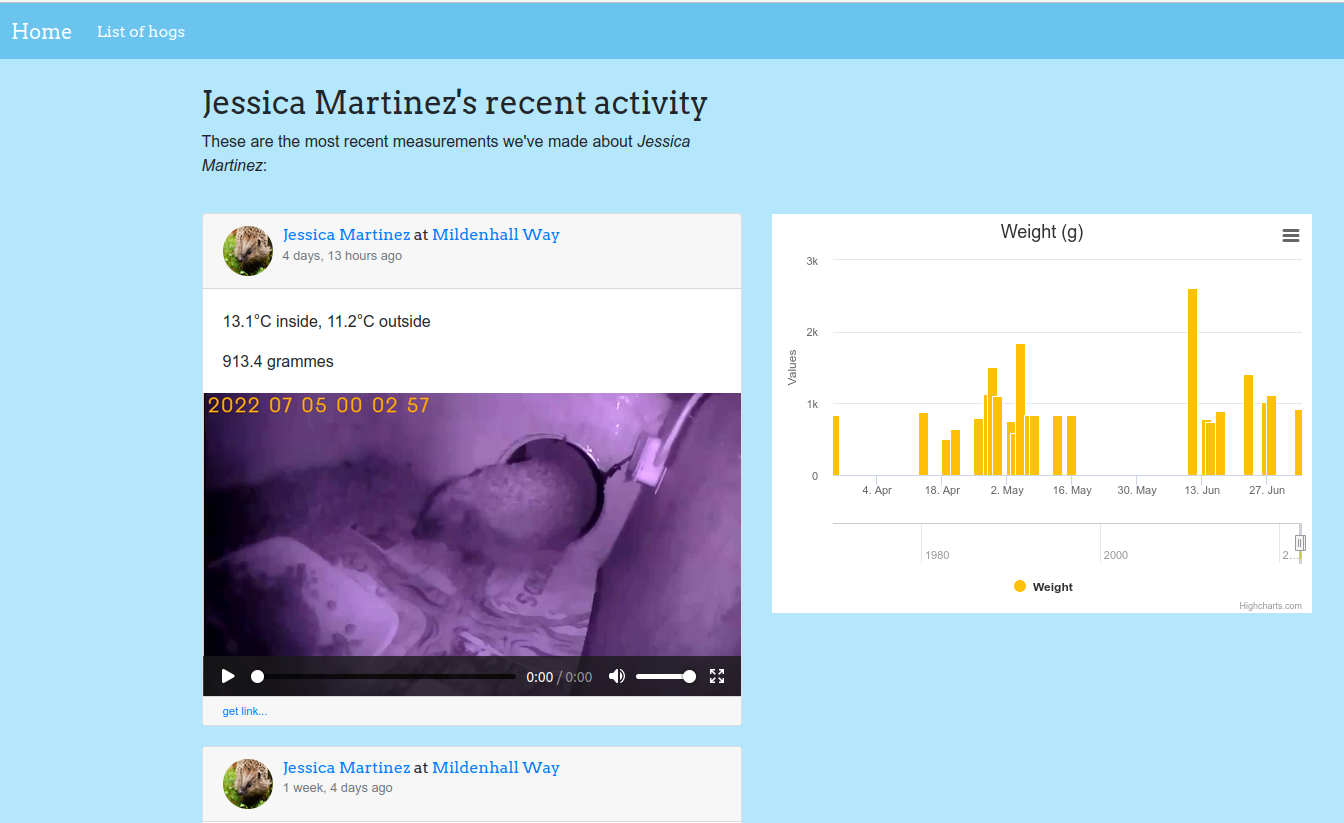 Home List of hogs
Jessica Martinez's recent activity
These are the most recent measurements we've made about Jessica
Martinez:
Jessica Martinez at Mildenhall Way
4 days, 13 hours ago
13.1°C inside, 11.2°C outside
913.4 grammes
2022 07 05 00 02 57
0:00 / 0:00
get link...
Jessica Martinez at Mildenhall Way
1 week, 4 days ago
Weight (g)
Values
3k
2k
1k
0
4. Apr 18. Apr 2. May 16. May 30. May 13. Jun 27. Jun
1980 2000 2…
Weight
Highcharts.com